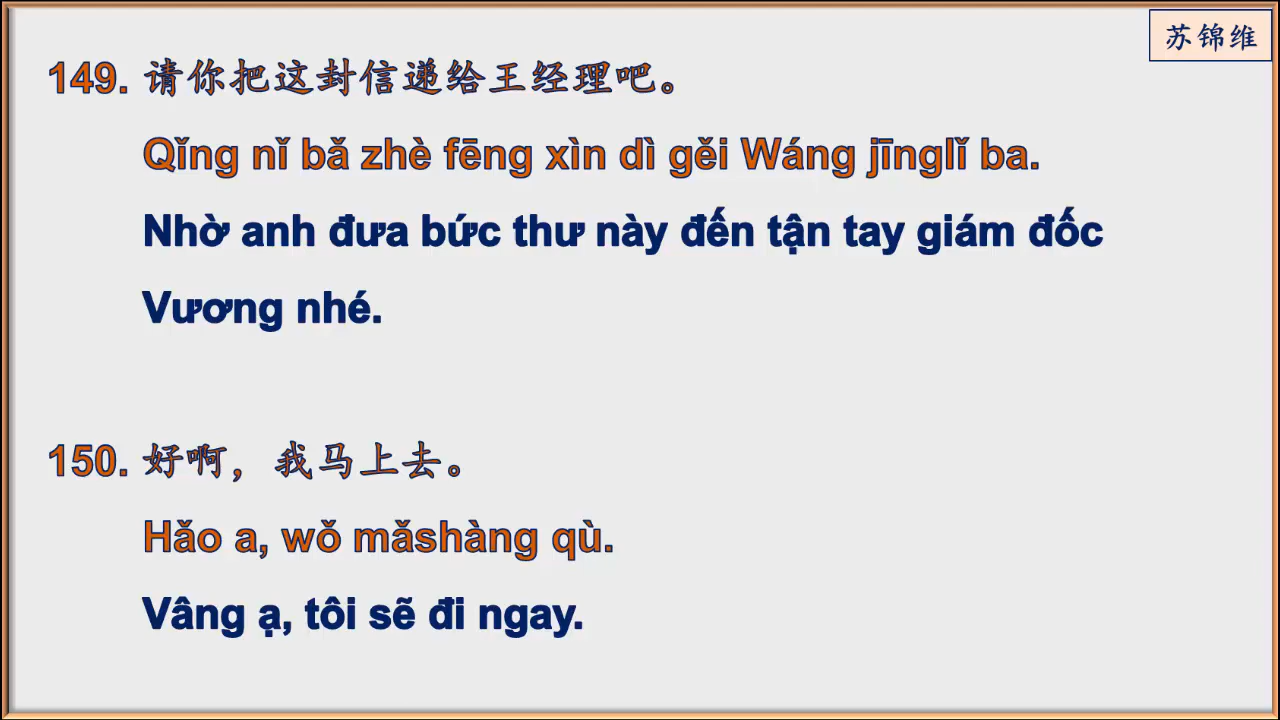 苏锦维
149. 请你把这封信递给王经理吧。
Qǐng nǐ bǎ zhè fēng xìn dì gěi Wáng jīnglǐ ba.
Nhờ anh đưa bức thư này đến tận tay giám đốc
Vương nhé.
150. 好啊，我马上去。
Hǎo a, wǒ mǎshàng qù.
Vâng ạ, tôi sẽ đi ngay.